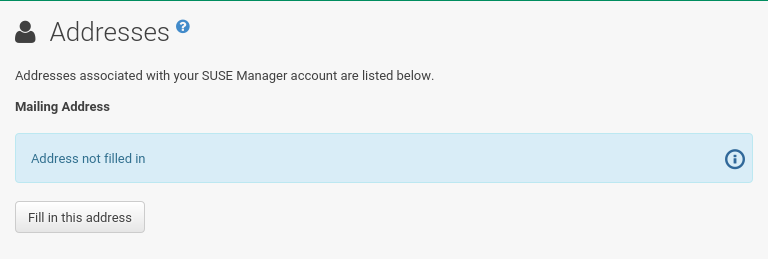 Addresses
Addresses associated with your SUSE Manager account are listed below.
Mailing Address
Address not filled in
Fill in this address